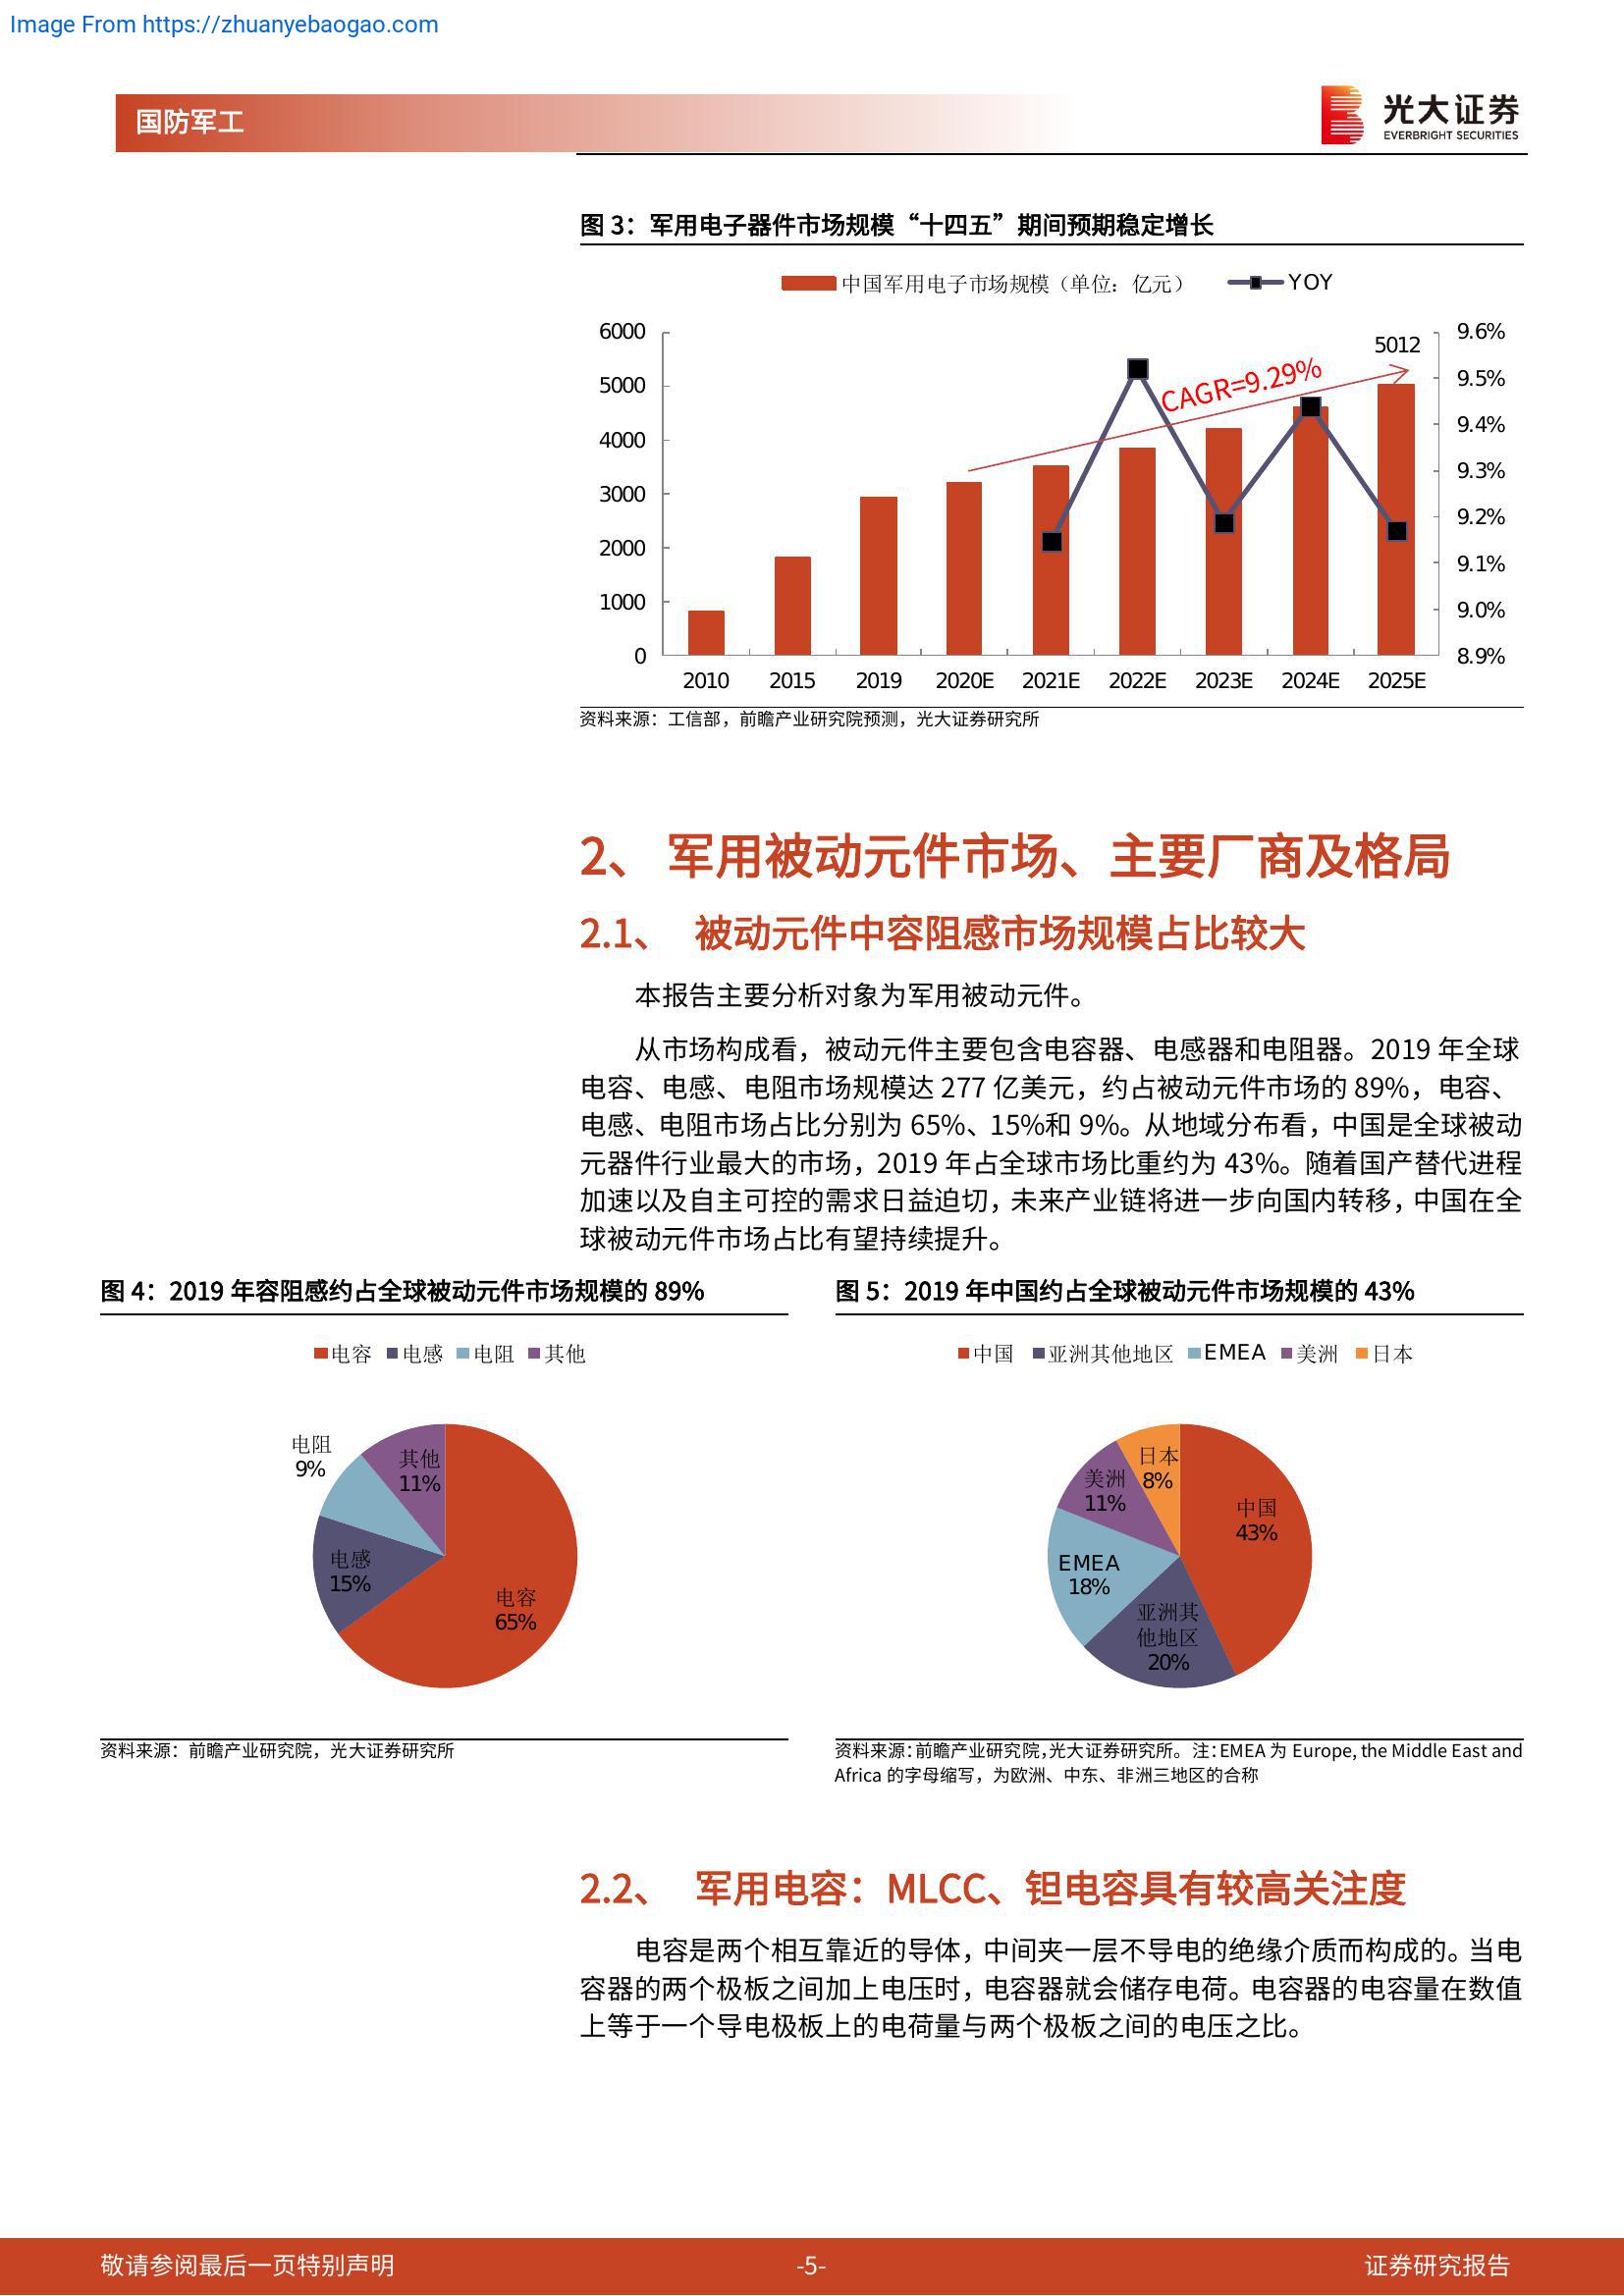 Image From https://zhuanyebaogao.com
国防军工
光大证券
EVERBRIGHT SECURITIES
图 3：军用电子器件市场规模“十四五”期间预期稳定增长
中国军用电子市场规模（单位：亿元）
YOY
6000
5000
4000
3000
2000
1000
0
9.6%
9.5%
9.4%
9.3%
9.2%
9.1%
9.0%
8.9%
5012
CAGR=9.29%
2010 2015 2019 2020E 2021E 2022E 2023E 2024E 2025E
资料来源：工信部，前瞻产业研究院预测，光大证券研究所
2、 军用被动元件市场、主要厂商及格局
2.1、 被动元件中容阻感市场规模占比较大
本报告主要分析对象为军用被动元件。
从市场构成看，被动元件主要包含电容器、电感器和电阻器。2019 年全球
电容、电感、电阻市场规模达 277 亿美元，约占被动元件市场的 89%，电容、
电感、电阻市场占比分别为 65%、15%和 9%。从地域分布看，中国是全球被动
元器件行业最大的市场，2019 年占全球市场比重约为 43%。随着国产替代进程
加速以及自主可控的需求日益迫切，未来产业链将进一步向国内转移，中国在全
球被动元件市场占比有望持续提升。
图 4：2019 年容阻感约占全球被动元件市场规模的 89%
电容 电感 电阻 其他
电阻
9%
其他
11%
电感
15%
电容
65%
资料来源：前瞻产业研究院，光大证券研究所
图 5：2019 年中国约占全球被动元件市场规模的 43%
中国 亚洲其他地区 EMEA 美洲 日本
日本
8%
美洲
11%
中国
43%
EMEA
18%
亚洲其
他地区
20%
资料来源：前瞻产业研究院，光大证券研究所。注：EMEA 为 Europe, the Middle East and
Africa 的字母缩写，为欧洲、中东、非洲三地区的合称
2.2、 军用电容：MLCC、钽电容具有较高关注度
电容是两个相互靠近的导体，中间夹一层不导电的绝缘介质而构成的。当电
容器的两个极板之间加上电压时，电容器就会储存电荷。电容器的电容量在数值
上等于一个导电极板上的电荷量与两个极板之间的电压之比。
敬请参阅最后一页特别声明
-5-
证券研究报告